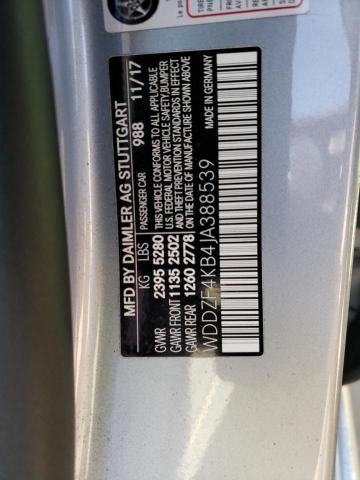 MFD BY DAIMLER AG STUTTGART
PASSENGER CAR 988 11/17
KG LBS
GVWR 2395 5280
GAWR FRONT 1135 2502
GAWR REAR 1260 2778
THIS VEHICLE CONFORMS TO ALL APPLICABLE
U.S. FEDERAL MOTOR VEHICLE SAFETY, BUMPER
AND THEFT PREVENTION STANDARDS IN EFFECT
ON THE DATE OF MANUFACTURE SHOWN ABOVE
WDDZF4KB4JA388539
MADE IN GERMANY